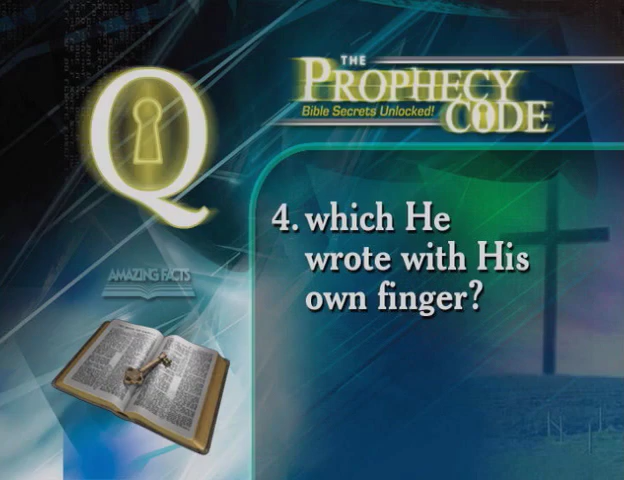 THE
PROPHECY
Bible Secrets Unlocked!
CODE
Q
AMAZING FACTS
4. which He
wrote with His
own finger?